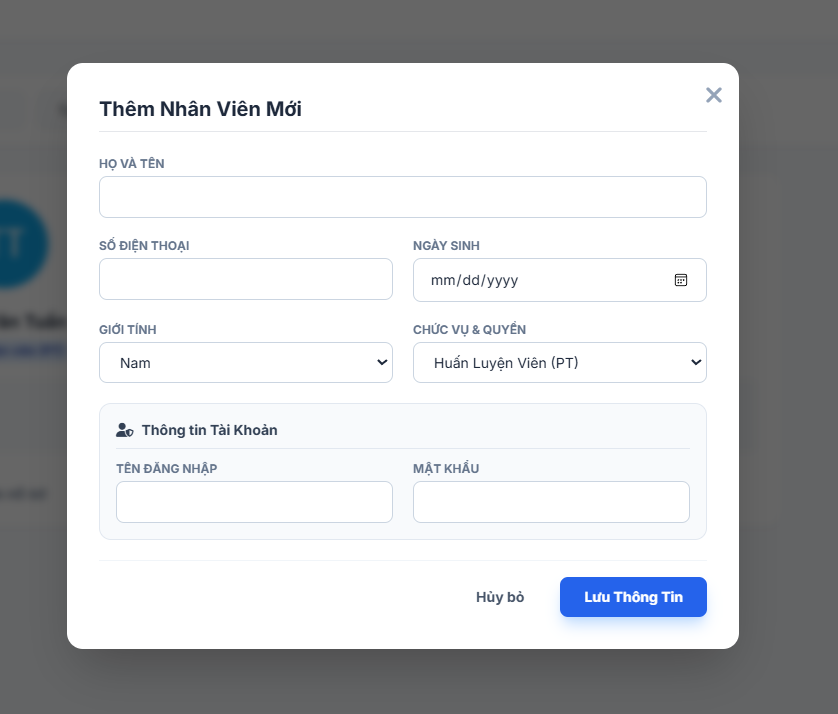 Thêm Nhân Viên Mới
HỌ VÀ TÊN
SỐ ĐIỆN THOẠI
NGÀY SINH
mm/dd/yyyy
GIỚI TÍNH
CHỨC VỤ & QUYỀN
Nam
Huấn Luyện Viên (PT)
Thông tin Tài Khoản
TÊN ĐĂNG NHẬP
MẬT KHẨU
Hủy bỏ
Lưu Thông Tin